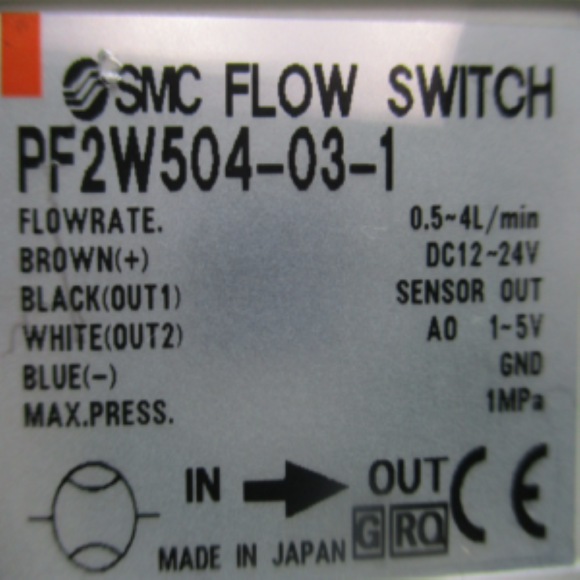 SMC FLOW SWITCH
PF2W504-03-1
FLOWRATE. 0.5~4L/min
BROWN(+) DC12~24V
BLACK(OUT1) SENSOR OUT
WHITE(OUT2) AO 1~5V
BLUE(-) GND
MAX.PRESS. 1MPa
IN OUT CE
MADE IN JAPAN G RQ